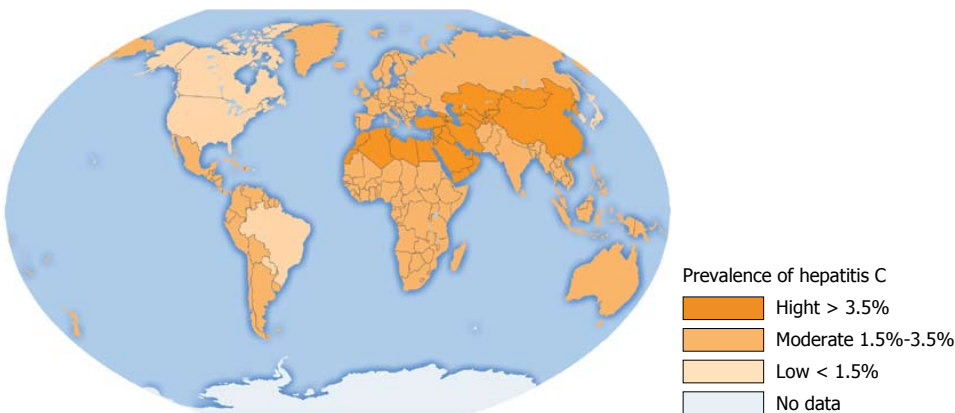 Prevalence of hepatitis C
Hight > 3.5%
Moderate 1.5%-3.5%
Low < 1.5%
No data